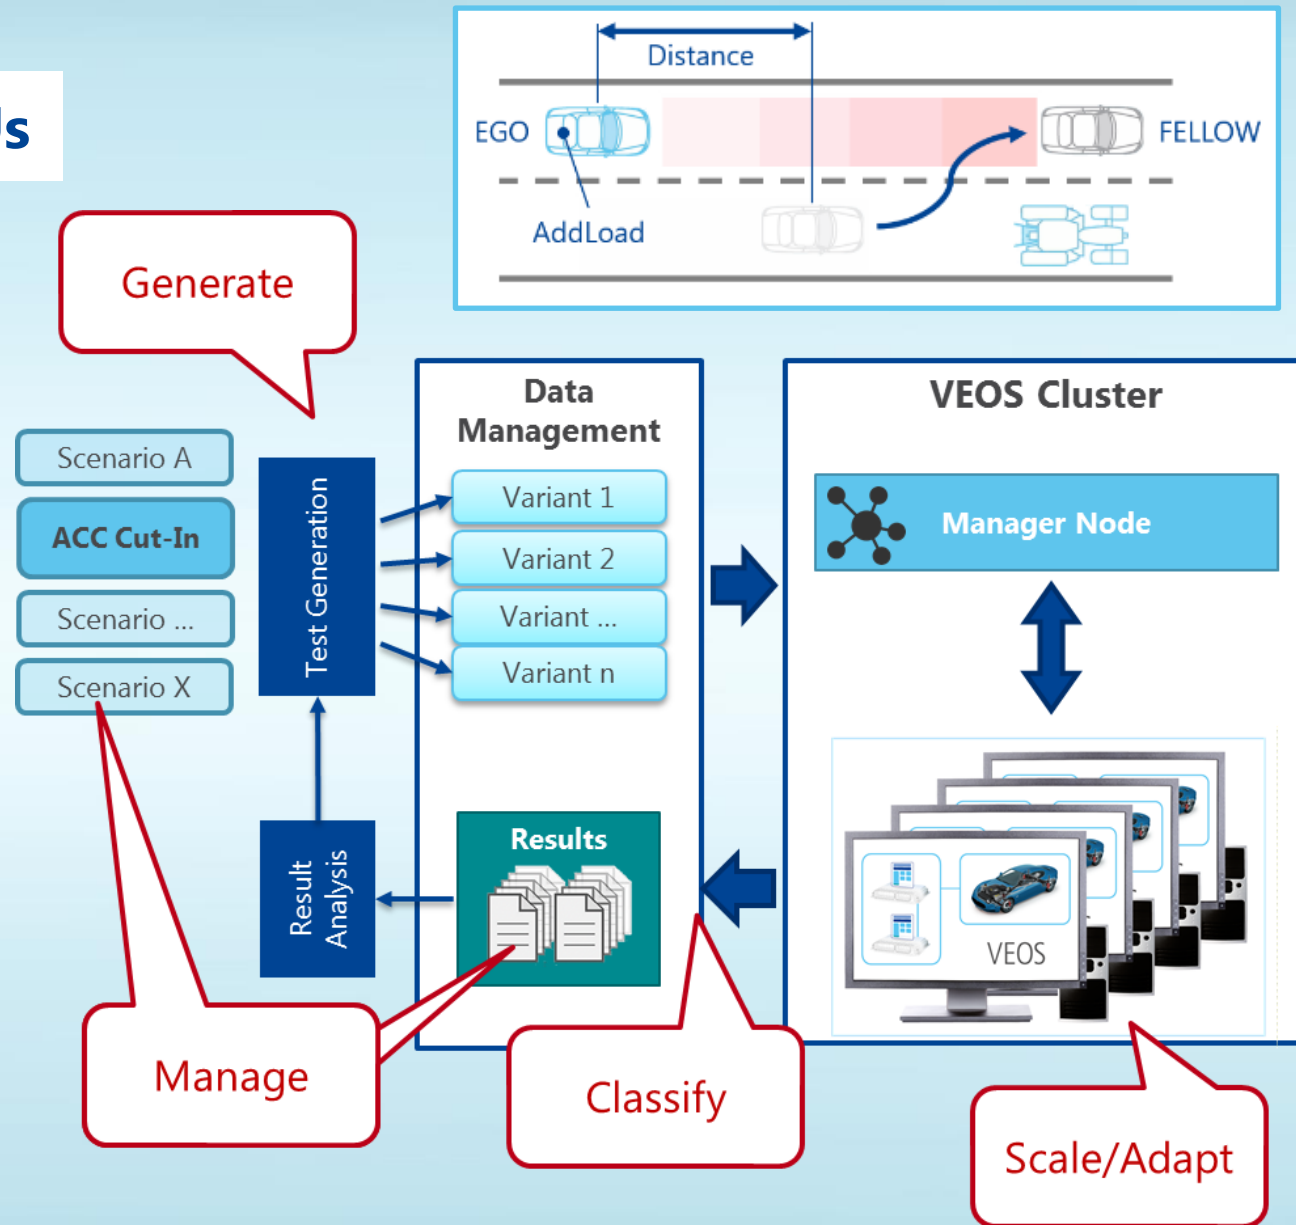 Distance
EGO
FELLOW
AddLoad
Generate
Scenario A
ACC Cut-In
Scenario ...
Scenario X
Test Generation
Result
Analysis
Data
Management
Variant 1
Variant 2
Variant ...
Variant n
Results
VEOS Cluster
Manager Node
VEOS
Manage
Classify
Scale/Adapt